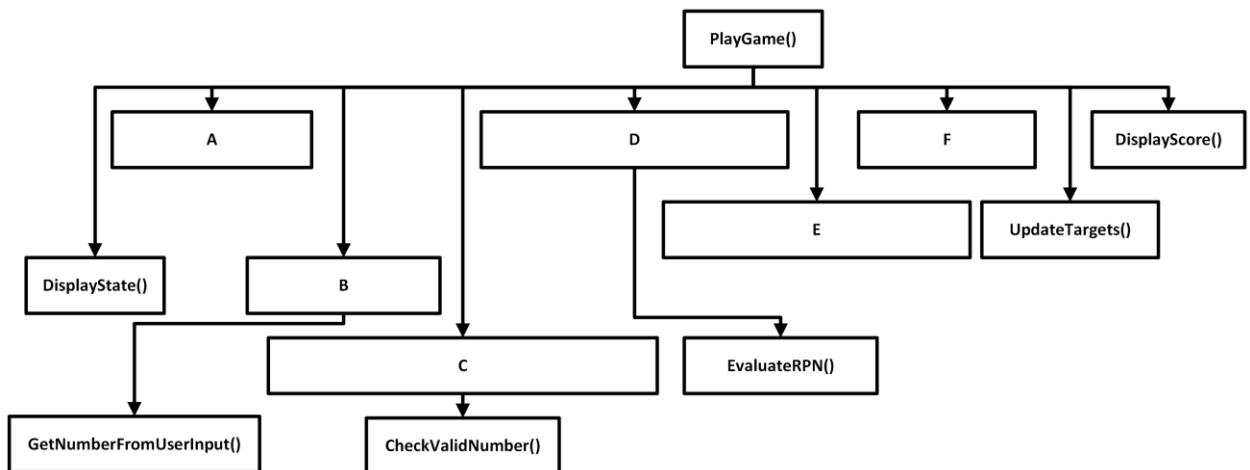 PlayGame()
A
D
F
DisplayScore()
E
UpdateTargets()
DisplayState()
B
C
EvaluateRPN()
GetNumberFromUserInput()
CheckValidNumber()